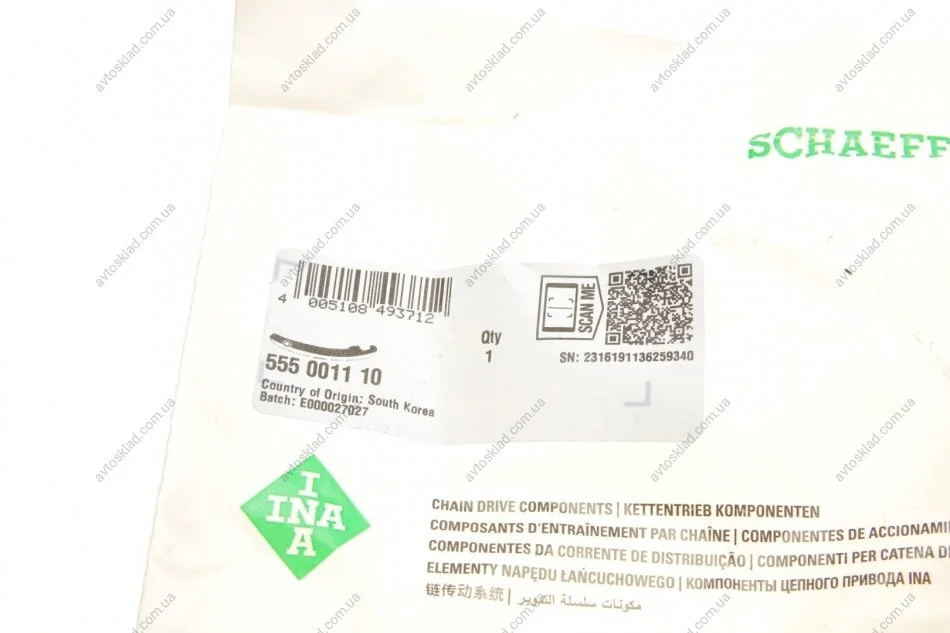 SCHAEFF
4 005108 493712
555 0011 10
Country of Origin: South Korea
Batch: E000027027
Qty
1
SCAN ME
SN: 2316191136259340
INA
INA
CHAIN DRIVE COMPONENTS | KETTENTRIEB KOMPONENTEN
COMPOSANTS D'ENTRAÎNEMENT PAR CHAÎNE | COMPONENTES DE ACCIONAMI
COMPONENTES DA CORRENTE DE DISTRIBUIÇÃO | COMPONENTI PER CATENA DI
ELEMENTY NAPĘDU ŁAŃCUCHOWEGO | КОМПОНЕНТЫ ЦЕПНОГО ПРИВОДА INA
链传动系统 | مكونات سلسلة التكوير
avtosklad.com.ua